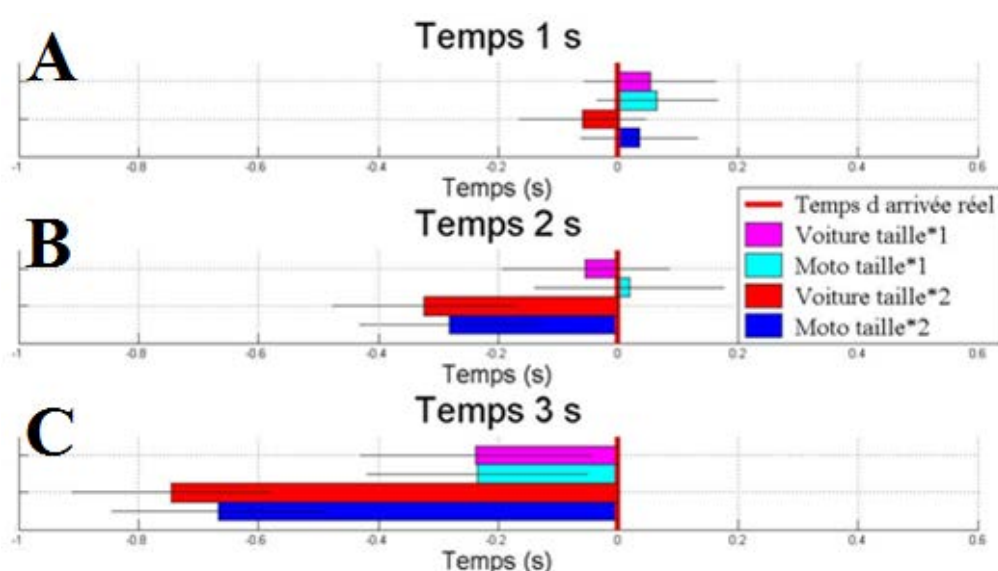 A
Temps 1 s
-1 -0.8 -0.6 -0.4 -0.2 0 0.2 0.4 0.6
Temps (s)
B
Temps 2 s
-1 -0.8 -0.6 -0.4 -0.2 0 0.2 0.4 0.6
Temps (s)
Temps d arrivée réel
Voiture taille*1
Moto taille*1
Voiture taille*2
Moto taille*2
C
Temps 3 s
-1 -0.8 -0.6 -0.4 -0.2 0 0.2 0.4 0.6
Temps (s)